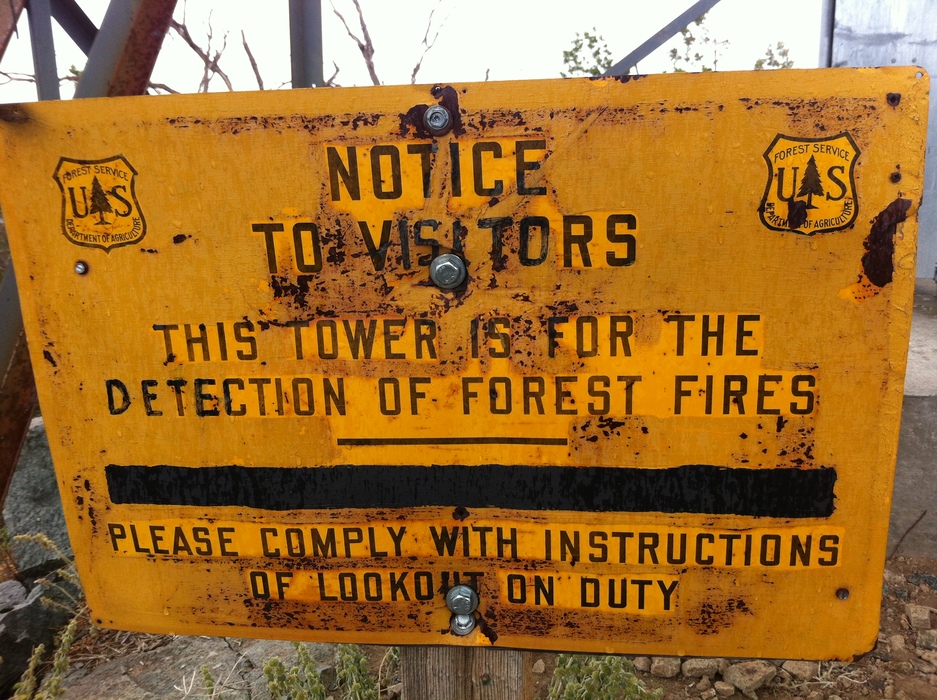 FOREST SERVICE
U S
DEPARTMENT OF AGRICULTURE
FOREST SERVICE
U S
DEPARTMENT OF AGRICULTURE
NOTICE
TO VISITORS
THIS TOWER IS FOR THE
DETECTION OF FOREST FIRES
PLEASE COMPLY WITH INSTRUCTIONS
OF LOOKOUT ON DUTY